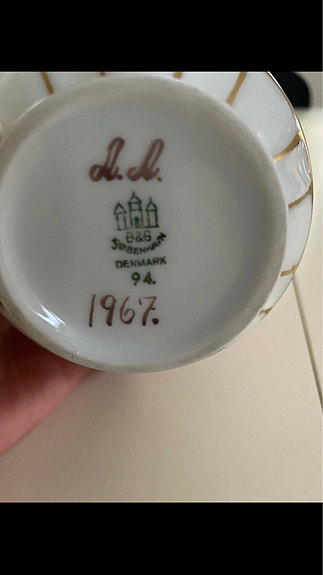 B&G
KJØBENHAVN
DENMARK
94.
1967.